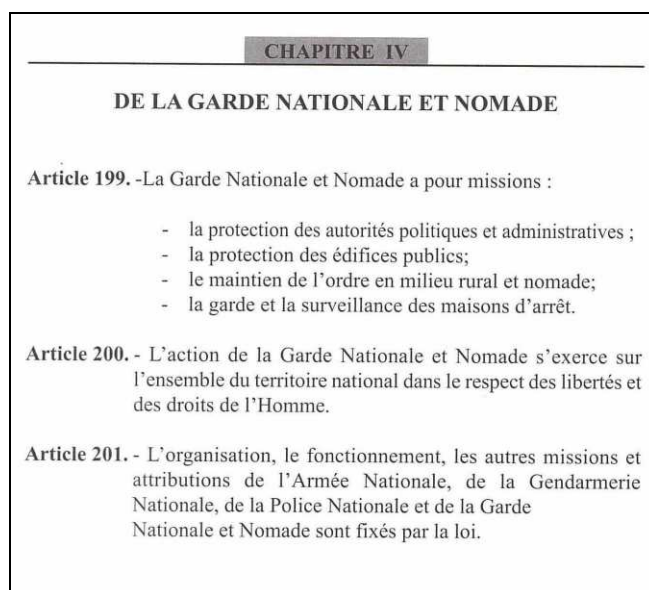 CHAPITRE IV
DE LA GARDE NATIONALE ET NOMADE
Article 199. -La Garde Nationale et Nomade a pour missions :
- la protection des autorités politiques et administratives ;
- la protection des édifices publics;
- le maintien de l'ordre en milieu rural et nomade;
- la garde et la surveillance des maisons d'arrêt.
Article 200. - L'action de la Garde Nationale et Nomade s'exerce sur
l'ensemble du territoire national dans le respect des libertés et
des droits de l'Homme.
Article 201. - L'organisation, le fonctionnement, les autres missions et
attributions de l'Armée Nationale, de la Gendarmerie
Nationale, de la Police Nationale et de la Garde
Nationale et Nomade sont fixés par la loi.